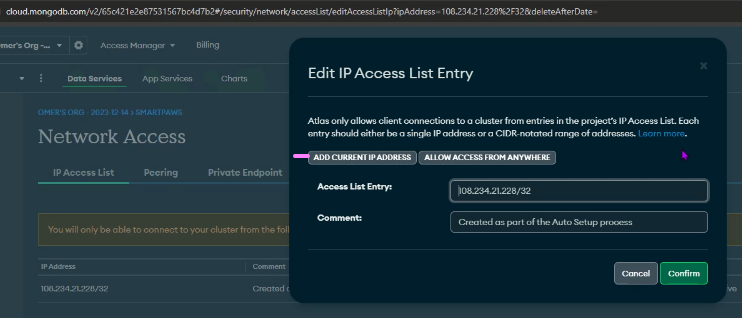 cloud.mongodb.com/v2/65c421e2e87531567bc4d7b2#/security/network/accessList/editAccessListIp?ipAddress=108.234.21.228%2F32&deleteAfterDate=
mer's Org -... Access Manager Billing
Data Services App Services Charts
OMER'S ORG - 2023-12-14 > SMARTPAWS
Network Access
IP Access List Peering Private Endpoint
You will only be able to connect to your cluster from the foll
IP Address Comment
108.234.21.228/32 Created
ve
Edit IP Access List Entry
Atlas only allows client connections to a cluster from entries in the project's IP Access List. Each
entry should either be a single IP address or a CIDR-notated range of addresses. Learn more.
ADD CURRENT IP ADDRESS ALLOW ACCESS FROM ANYWHERE
Access List Entry: 108.234.21.228/32
Comment: Created as part of the Auto Setup process
Cancel Confirm